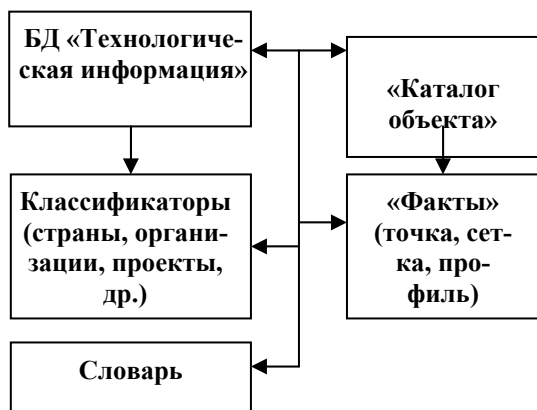 БД «Технологиче-
ская информация»
«Каталог
объекта»
Классификаторы
(страны, органи-
зации, проекты,
др.)
«Факты»
(точка, сет-
ка, про-
филь)
Словарь